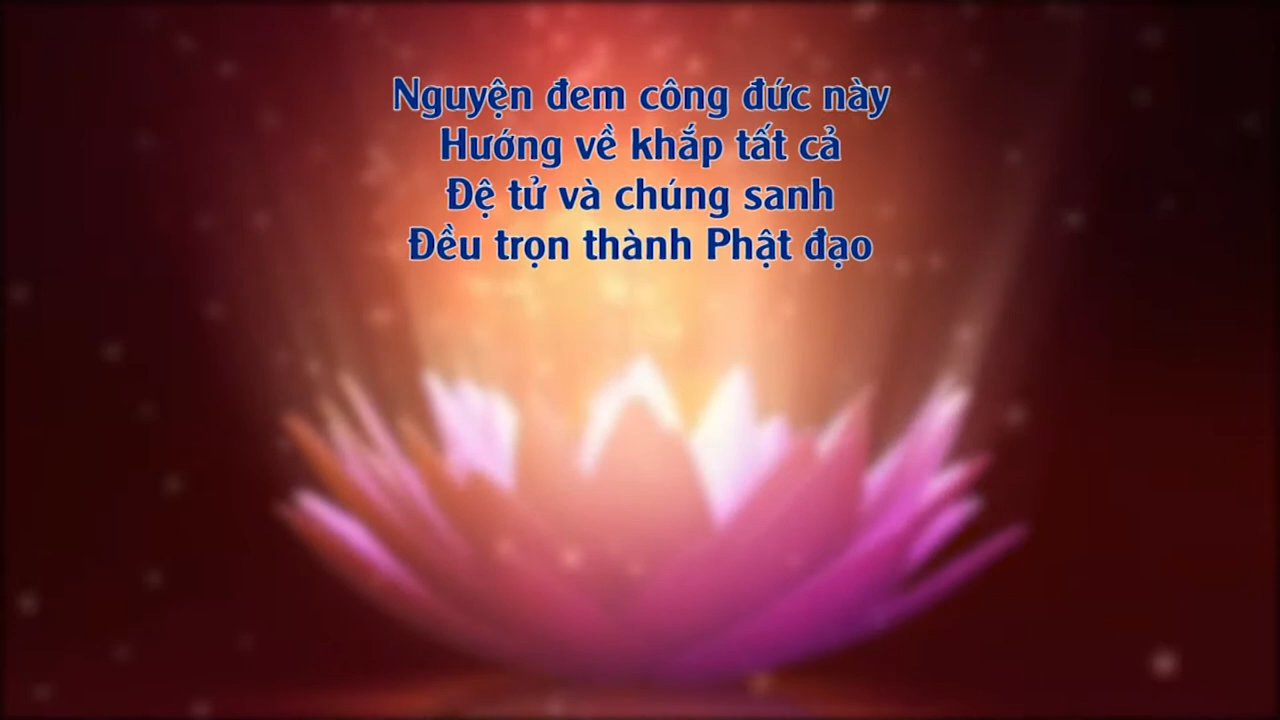 Nguyện đem công đức này
Hướng về khắp tất cả
Đệ tử và chúng sanh
Đều trọn thành Phật đạo